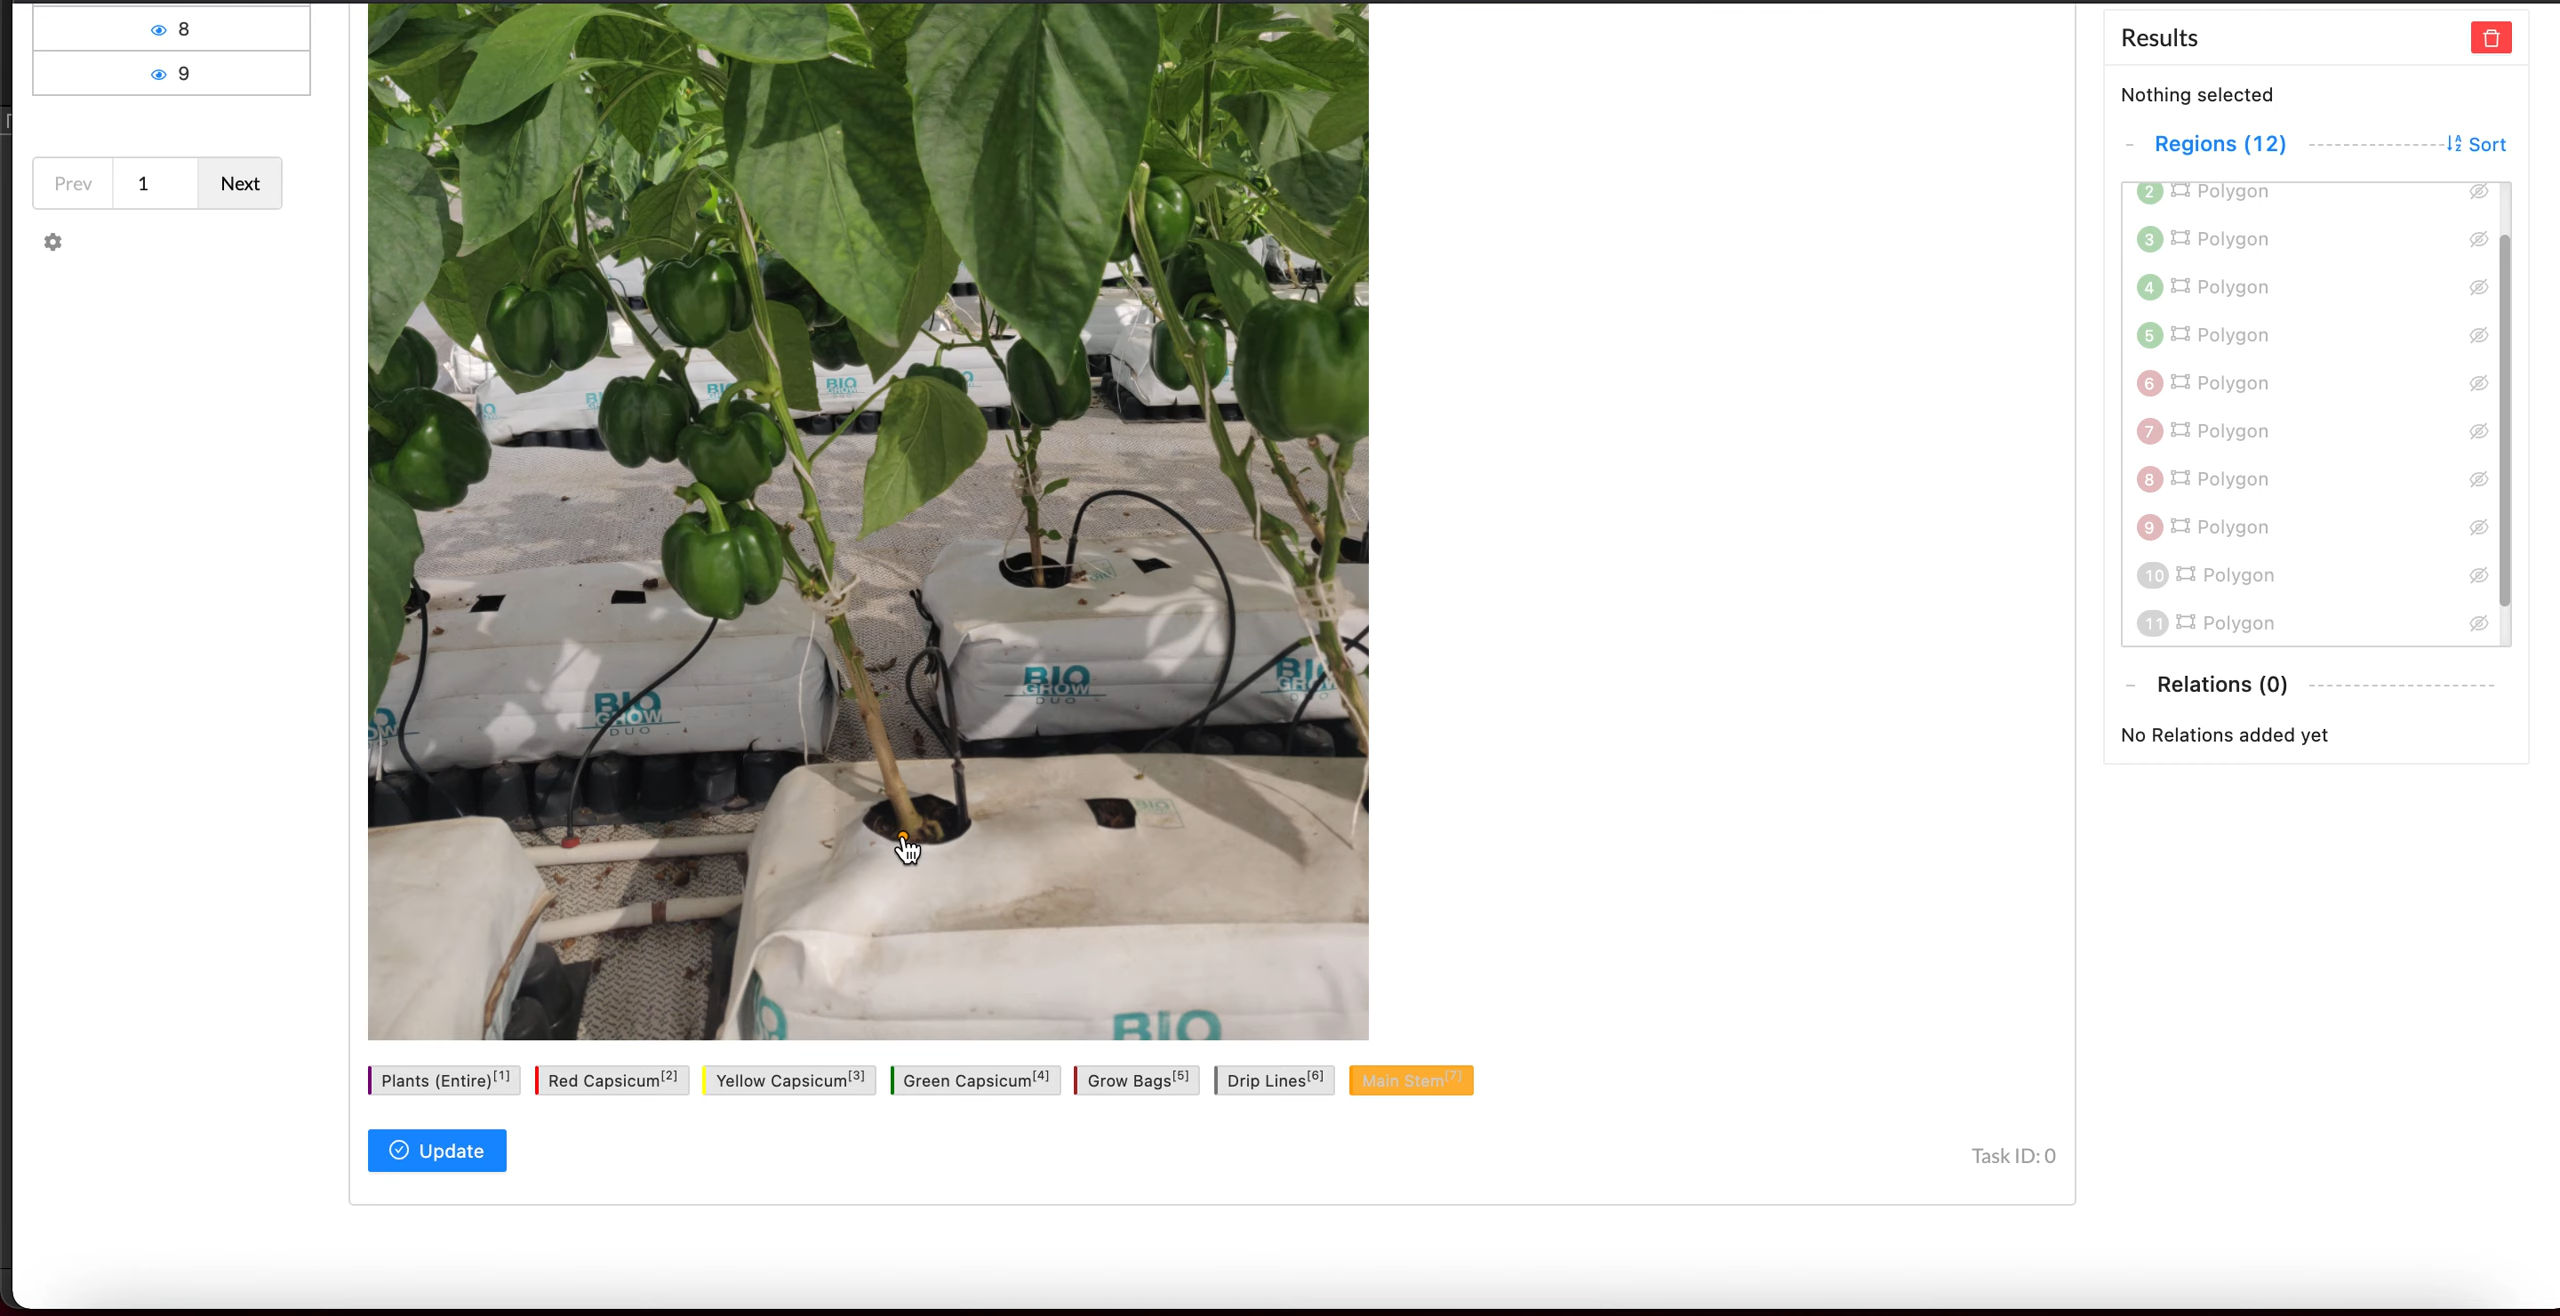 8
9
Prev 1 Next
Results
Nothing selected
Regions (12) Sort
2 Polygon
3 Polygon
4 Polygon
5 Polygon
6 Polygon
7 Polygon
8 Polygon
9 Polygon
10 Polygon
11 Polygon
Relations (0)
No Relations added yet
BIO
BIO
BIO
GROW
DUO
BIO
GROW
DUO
BIO
Plants (Entire)[1] Red Capsicum[2] Yellow Capsicum[3] Green Capsicum[4] Grow Bags[5] Drip Lines[6] Main Stem[7]
Update
Task ID: 0